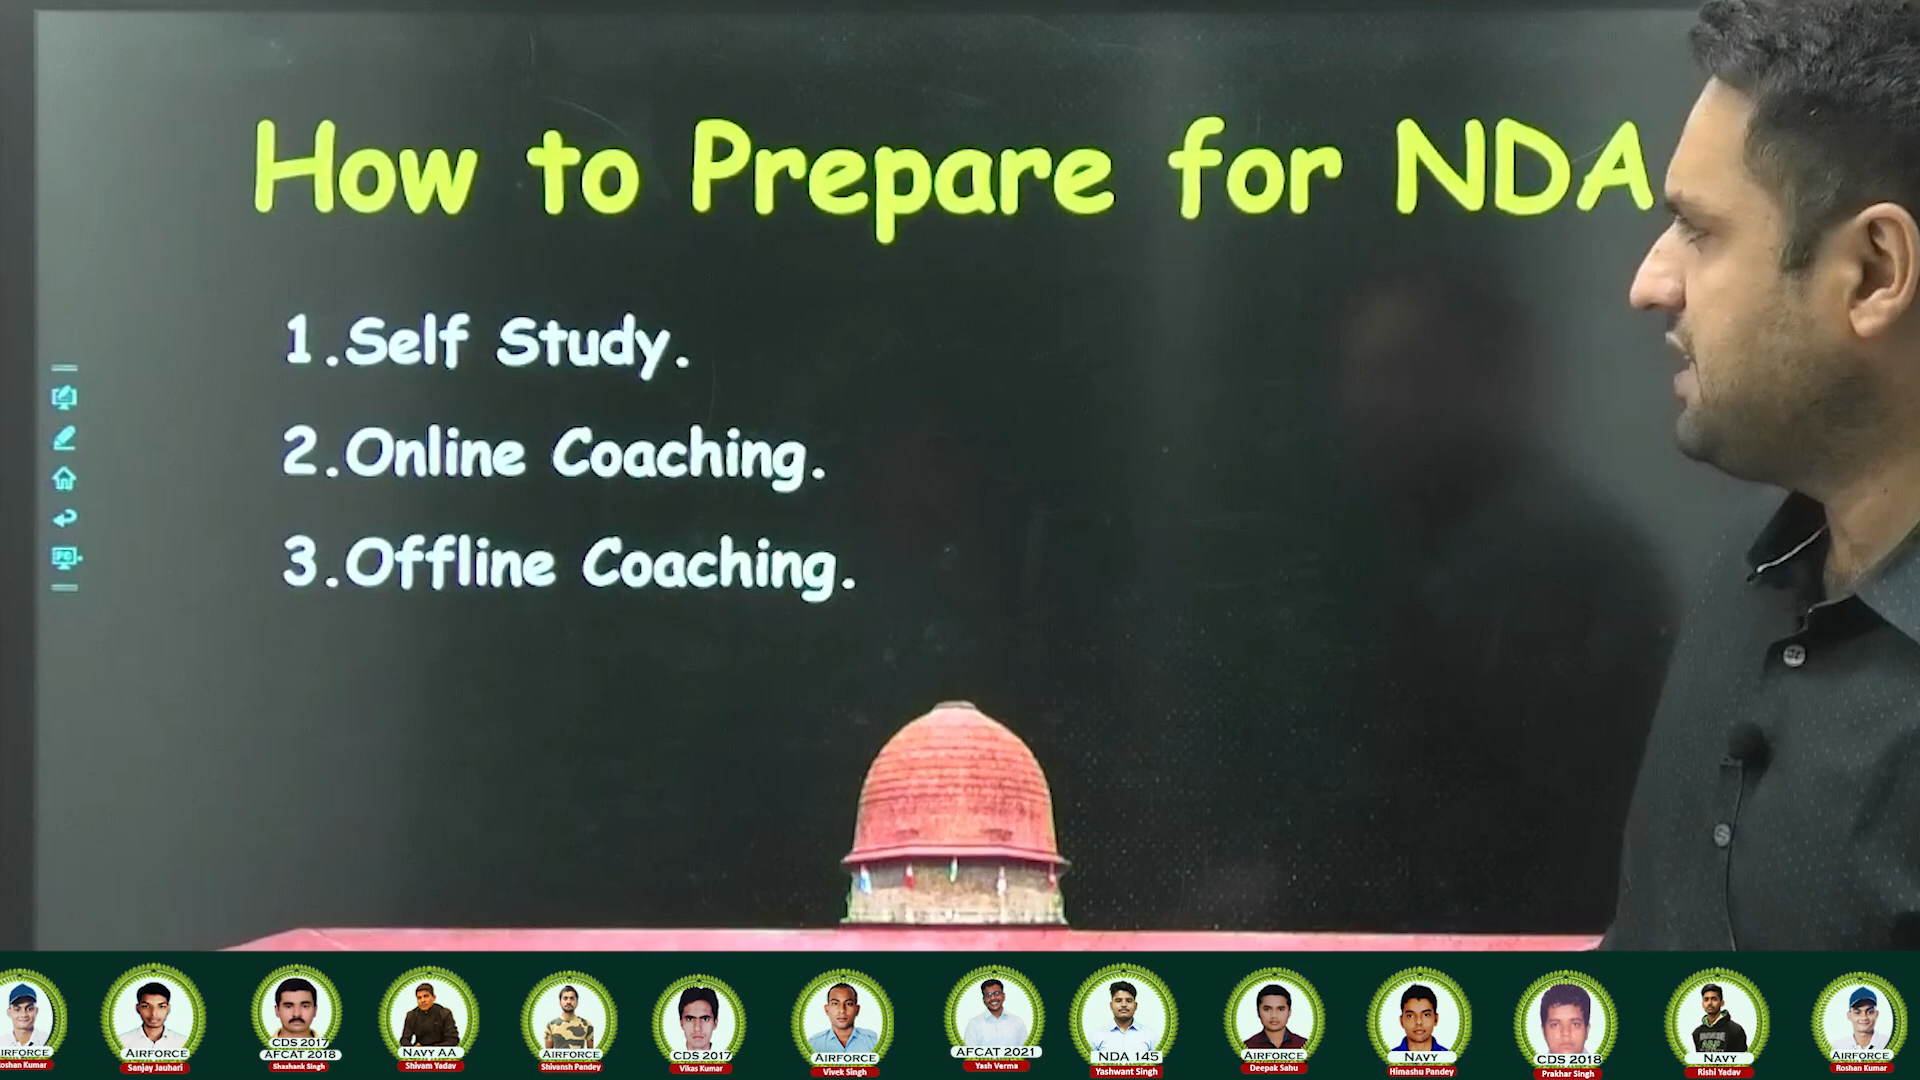 How to Prepare for NDA
1.Self Study.
2.Online Coaching.
3.Offline Coaching.
PC
AIRFORCE
Sanjay Jauhari
CDS 2017
AFCAT 2018
Shashank Singh
NAVY AA
Shivam Yadav
AIRFORCE
Shivansh Pandey
CDS 2017
Vikas Kumar
AIRFORCE
Vivek Singh
AFCAT 2021
Yash Verma
NDA 145
Yashwant Singh
AIRFORCE
Deepak Sahu
NAVY
Himashu Pandey
CDS 2018
Prakhar Singh
NAVY
Rishi Yadav
AIRFORCE
Roshan Kumar